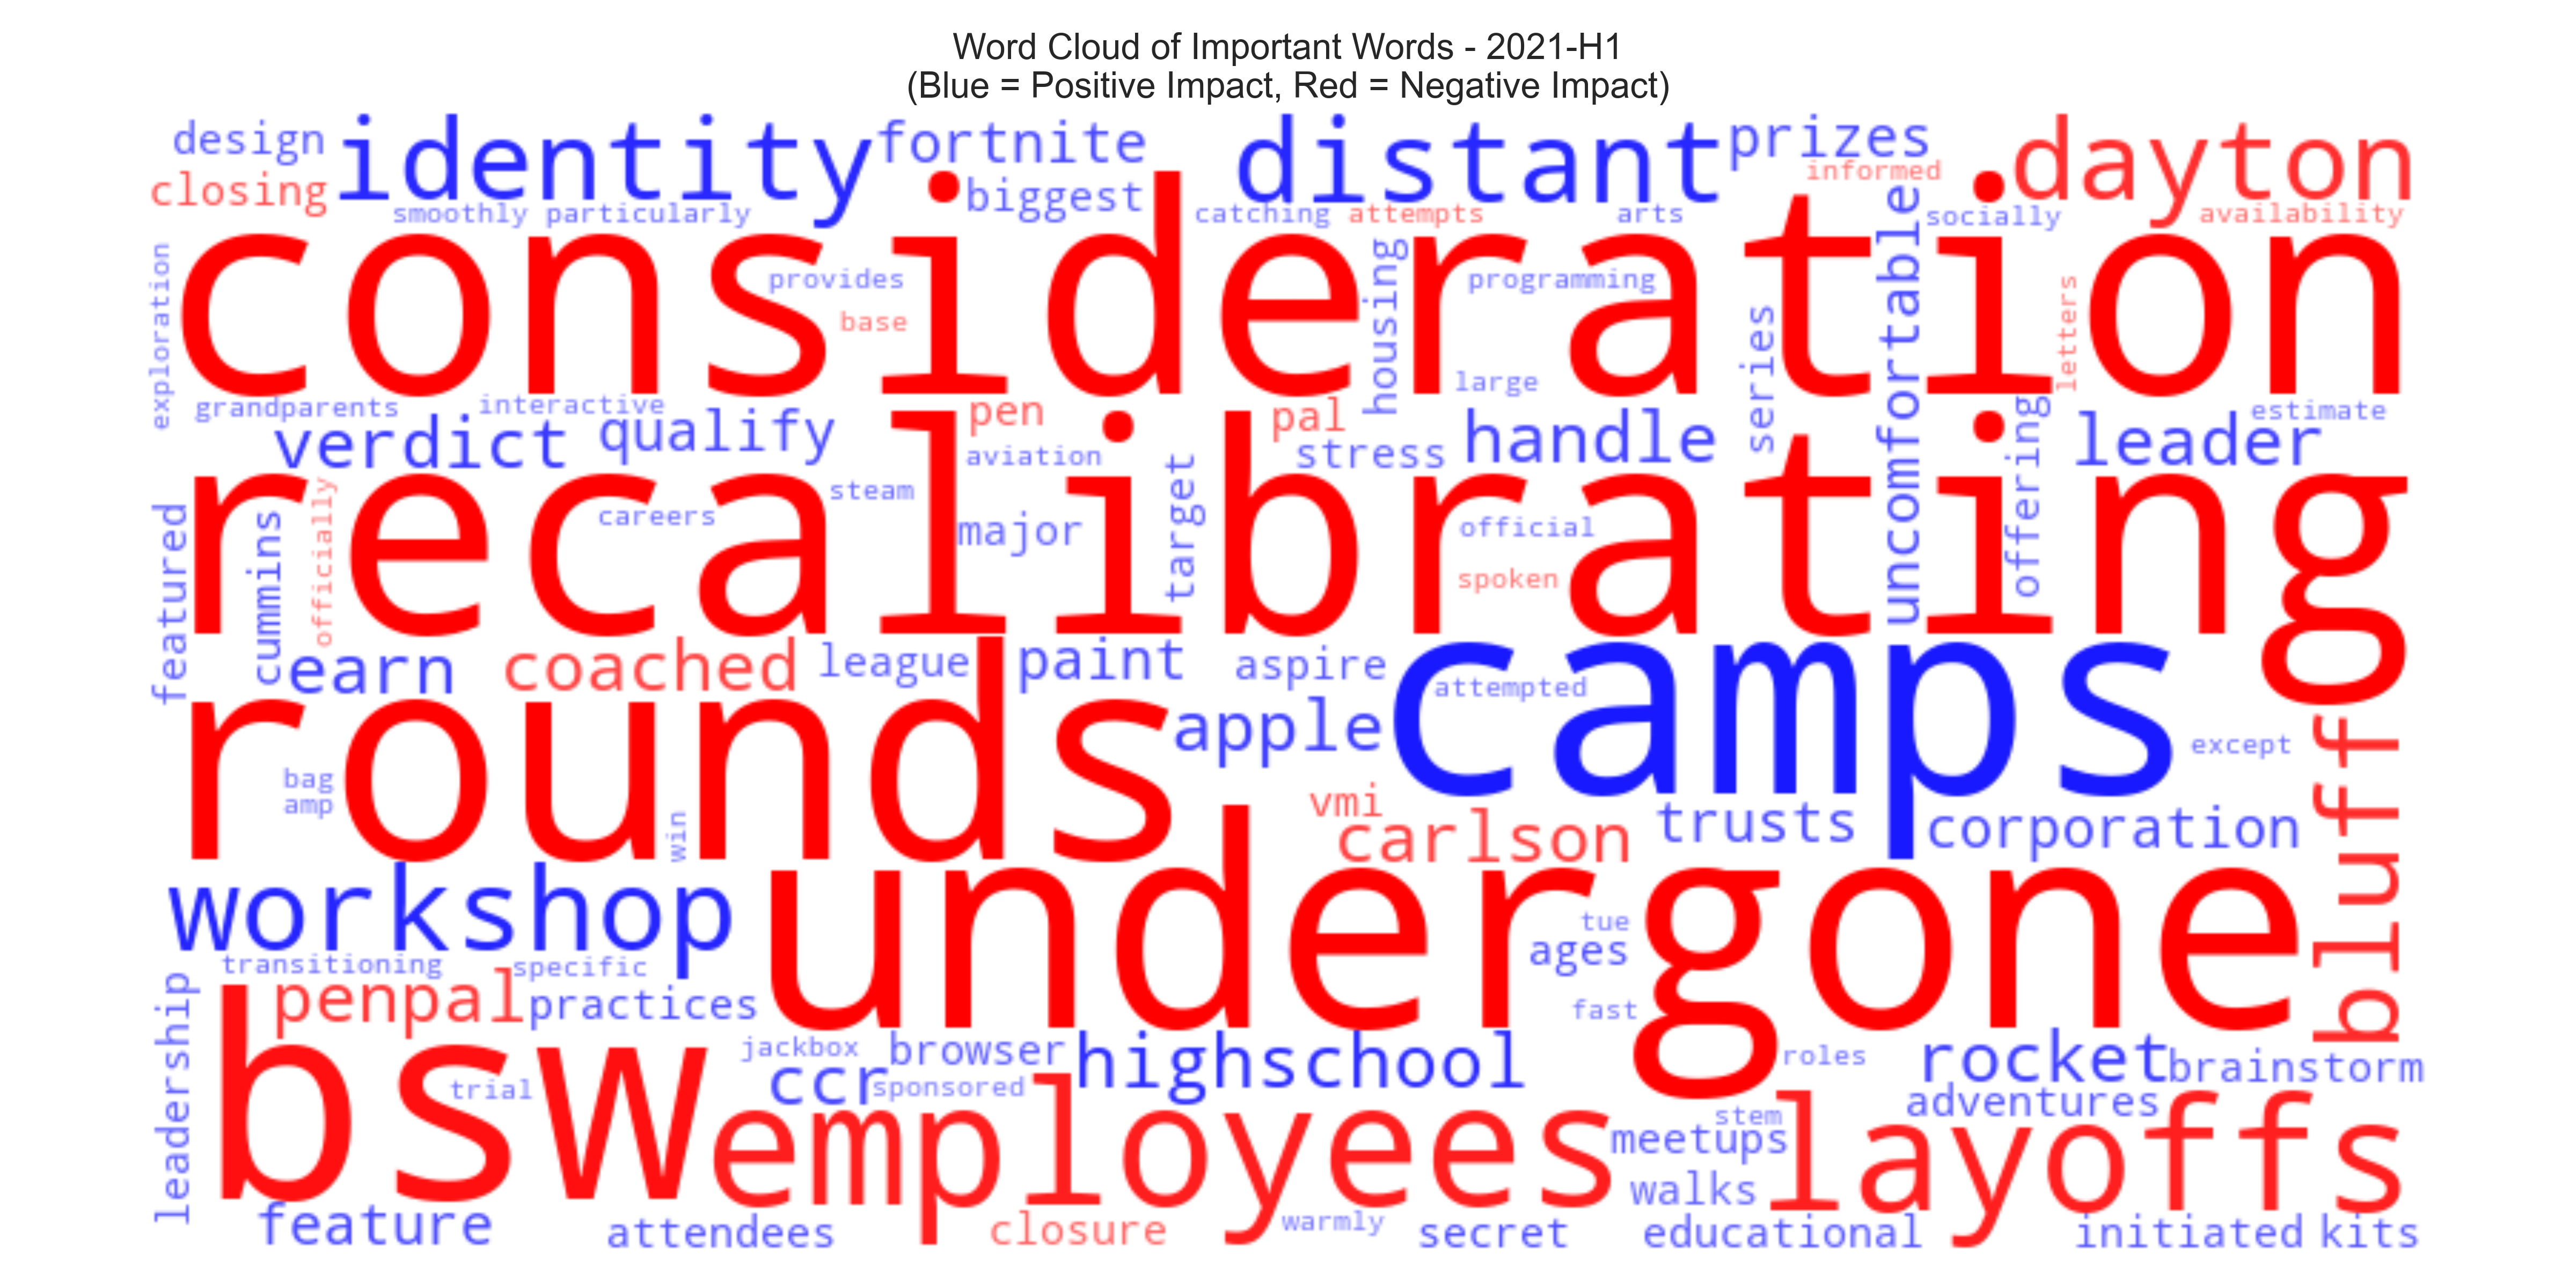 Word Cloud of Important Words - 2021-H1
(Blue = Positive Impact, Red = Negative Impact)
design identity fortnite distant prizes dayton
closing biggest informed
smoothly particularly catching attempts arts socially availability
consideration
exploration
provides
base
housing
programming
large
series
uncomfortable
letters
grandparents interactive pen pal estimate
verdict qualify stress handle leader
aviation
offering
recalibrating
steam
careers
major
target
official
spoken
featured
cummins
officially
earn coached league paint aspire camps
attempted
rounds
apple
except
bluff
bag
amp
win
vmi
carlson trusts corporation
workshop
undergone
tue
ages
fast
transitioning specific
penpal practices
leadership
bsw
trial
jackbox browser highschool roles rocket brainstorm
ccr sponsored
employees
stem
adventures
meetups
layoffs
walks
feature attendees closure warmly secret educational initiated kits